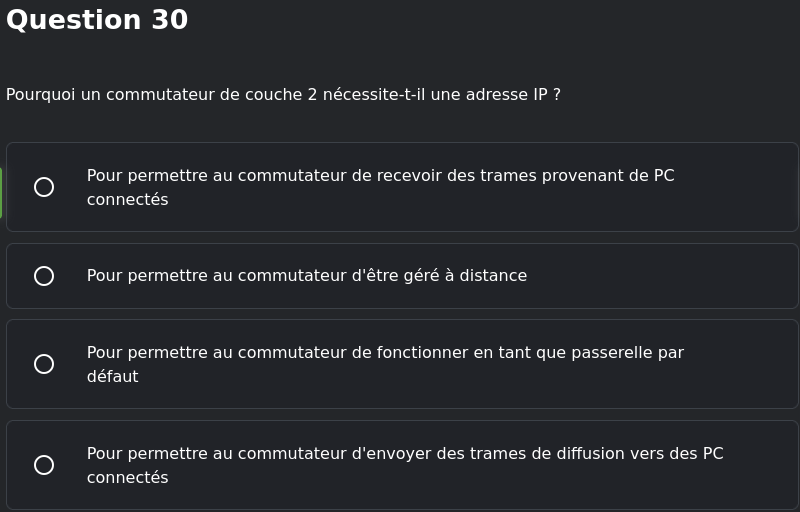 Question 30
Pourquoi un commutateur de couche 2 nécessite-t-il une adresse IP ?
Pour permettre au commutateur de recevoir des trames provenant de PC
connectés
Pour permettre au commutateur d'être géré à distance
Pour permettre au commutateur de fonctionner en tant que passerelle par
défaut
Pour permettre au commutateur d'envoyer des trames de diffusion vers des PC
connectés